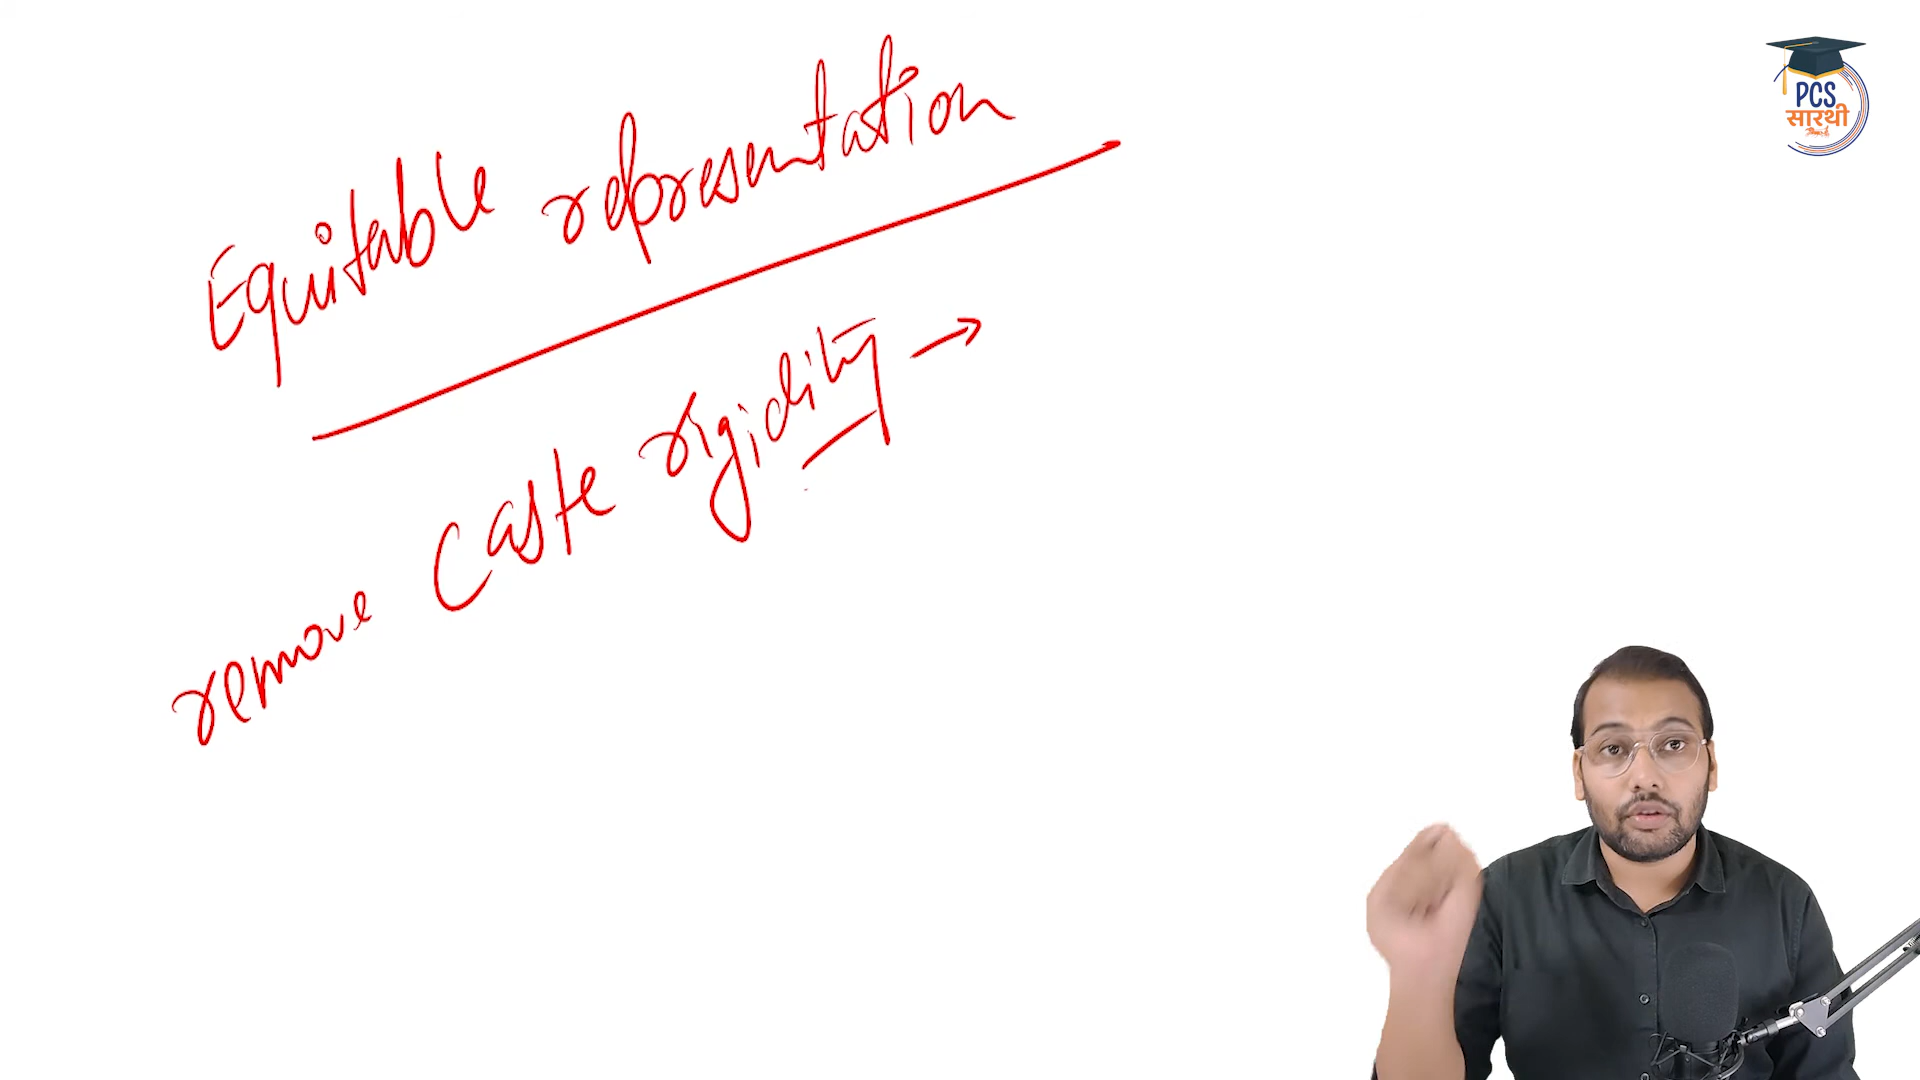 Equitable representation
remove caste rigidity →
PCS
सारथी